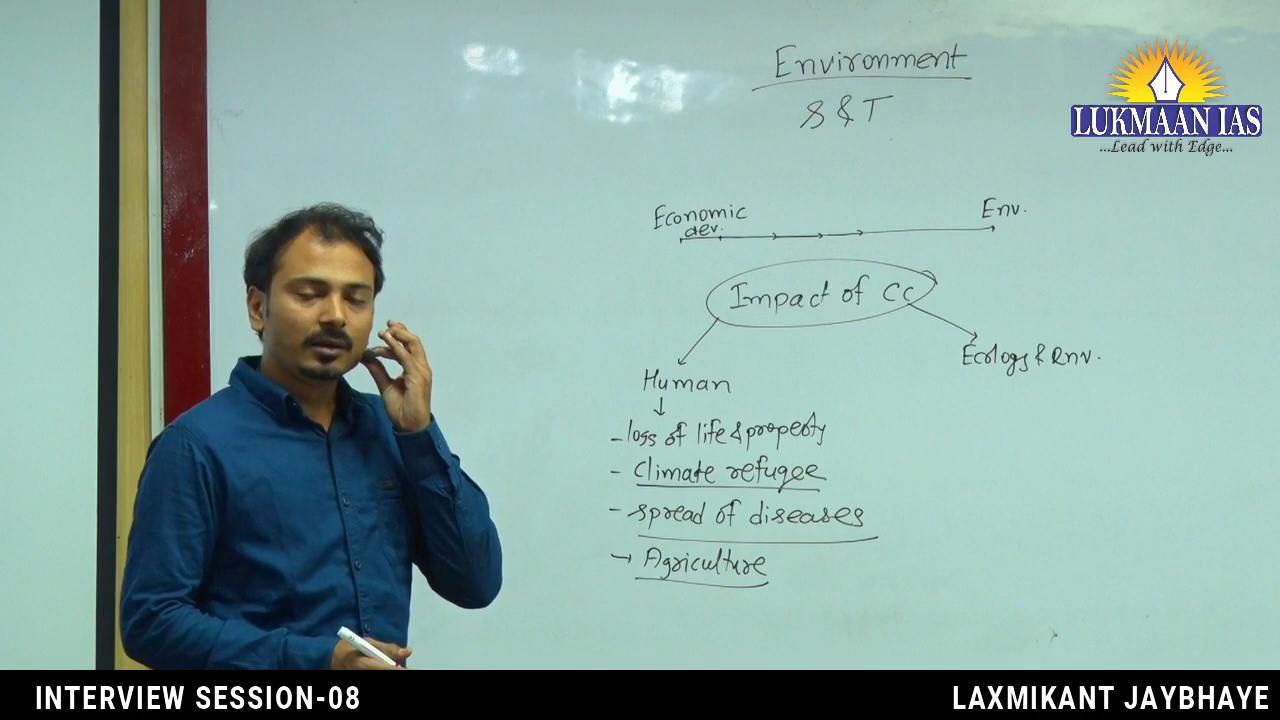 Environment
S & T
LUKMAAN IAS
...Lead with Edge...
Economic
dev.
Env.
Impact of CC
Ecology & Env.
Human
- loss of life & property
- Climate refugee
- spread of diseases
→ Agriculture
INTERVIEW SESSION-08
LAXMIKANT JAYBHAYE